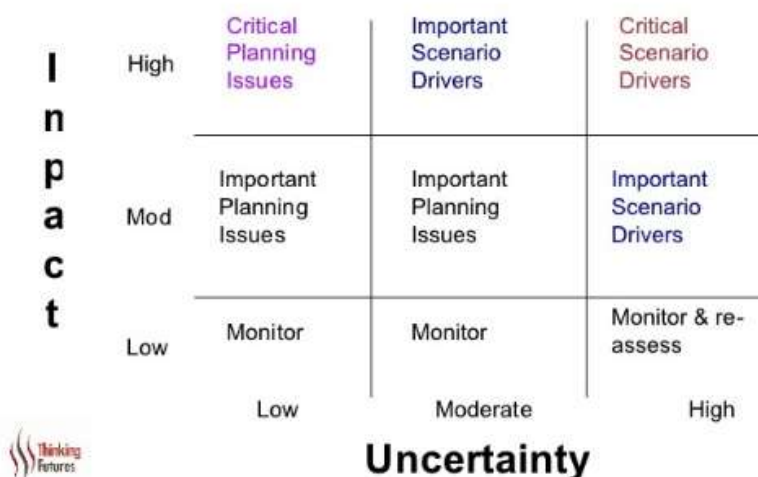 Impact
High
Critical
Planning
Issues
Important
Scenario
Drivers
Critical
Scenario
Drivers
Mod
Important
Planning
Issues
Important
Planning
Issues
Important
Scenario
Drivers
Low
Monitor
Monitor
Monitor & re-
assess
Low
Moderate
High
Uncertainty
Thinking
Futures